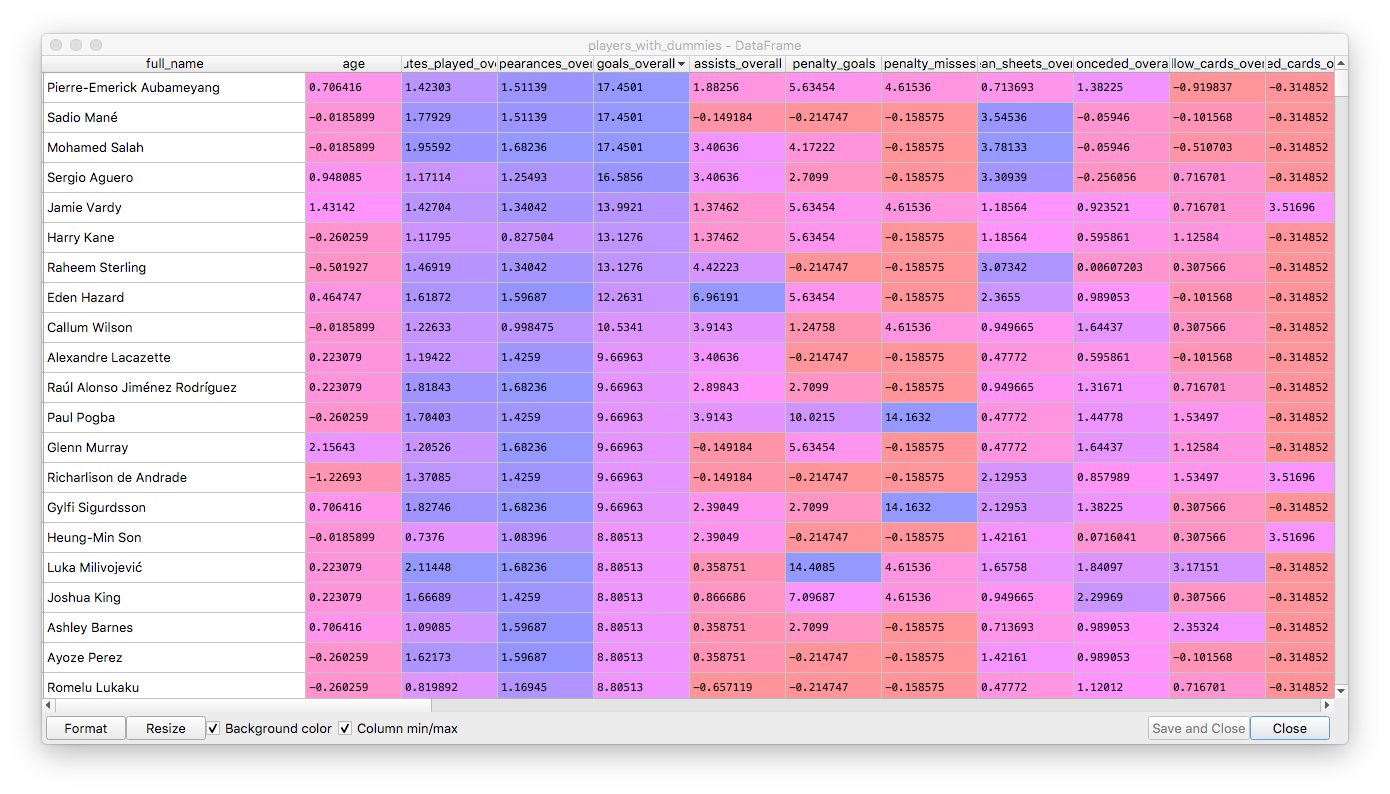 players_with_dummies - DataFrame
full_name age utes_played_ove pearances_over goals_overall assists_overall penalty_goals penalty_misses an_sheets_over onceded_overa llow_cards_over ed_cards_o
Pierre-Emerick Aubameyang 0.706416 1.42303 1.51139 17.4501 1.88256 5.63454 4.61536 0.713693 1.38225 -0.919837 -0.314852
Sadio Mané -0.0185899 1.77929 1.51139 17.4501 -0.149184 -0.214747 -0.158575 3.54536 -0.05946 -0.101568 -0.314852
Mohamed Salah -0.0185899 1.95592 1.68236 17.4501 3.40636 4.17222 -0.158575 3.78133 -0.05946 -0.510703 -0.314852
Sergio Aguero 0.948085 1.17114 1.25493 16.5856 3.40636 2.7099 -0.158575 3.30939 -0.256056 0.716701 -0.314852
Jamie Vardy 1.43142 1.42704 1.34042 13.9921 1.37462 5.63454 4.61536 1.18564 0.923521 0.716701 3.51696
Harry Kane -0.260259 1.11795 0.827504 13.1276 1.37462 5.63454 -0.158575 1.18564 0.595861 1.12584 -0.314852
Raheem Sterling -0.501927 1.46919 1.34042 13.1276 4.42223 -0.214747 -0.158575 3.07342 0.00607203 0.307566 -0.314852
Eden Hazard 0.464747 1.61872 1.59687 12.2631 6.96191 5.63454 -0.158575 2.3655 0.989053 -0.101568 -0.314852
Callum Wilson -0.0185899 1.22633 0.998475 10.5341 3.9143 1.24758 4.61536 0.949665 1.64437 0.307566 -0.314852
Alexandre Lacazette 0.223079 1.19422 1.4259 9.66963 3.40636 -0.214747 -0.158575 0.47772 0.595861 -0.101568 -0.314852
Raúl Alonso Jiménez Rodríguez 0.223079 1.81843 1.68236 9.66963 2.89843 2.7099 -0.158575 0.949665 1.31671 0.716701 -0.314852
Paul Pogba -0.260259 1.70403 1.4259 9.66963 3.9143 10.0215 14.1632 0.47772 1.44778 1.53497 -0.314852
Glenn Murray 2.15643 1.20526 1.68236 9.66963 -0.149184 5.63454 -0.158575 0.47772 1.64437 1.12584 -0.314852
Richarlison de Andrade -1.22693 1.37085 1.4259 9.66963 -0.149184 -0.214747 -0.158575 2.12953 0.857989 1.53497 3.51696
Gylfi Sigurdsson 0.706416 1.82746 1.68236 9.66963 2.39049 2.7099 14.1632 2.12953 1.38225 0.307566 -0.314852
Heung-Min Son -0.0185899 0.7376 1.08396 8.80513 2.39049 -0.214747 -0.158575 1.42161 0.0716041 0.307566 3.51696
Luka Milivojević 0.223079 2.11448 1.68236 8.80513 0.358751 14.4085 4.61536 1.65758 1.84097 3.17151 -0.314852
Joshua King 0.223079 1.66689 1.4259 8.80513 0.866686 7.09687 4.61536 0.949665 2.29969 0.307566 -0.314852
Ashley Barnes 0.706416 1.09085 1.59687 8.80513 0.358751 2.7099 -0.158575 0.713693 0.989053 2.35324 -0.314852
Ayoze Perez -0.260259 1.62173 1.59687 8.80513 0.358751 -0.214747 -0.158575 1.42161 0.989053 -0.101568 -0.314852
Romelu Lukaku -0.260259 0.819892 1.16945 8.80513 -0.657119 -0.214747 -0.158575 0.47772 1.12012 0.716701 -0.314852
Format Resize Background color Column min/max Save and Close Close